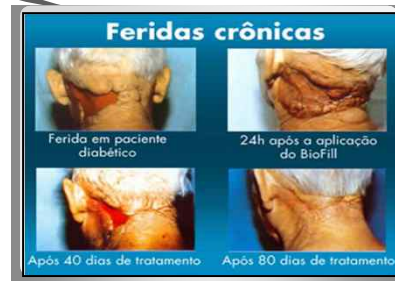 Feridas crônicas
Ferida em paciente
diabético
24h após a aplicação
do BioFill
Após 40 dias de tratamento
Após 80 dias de tratamento